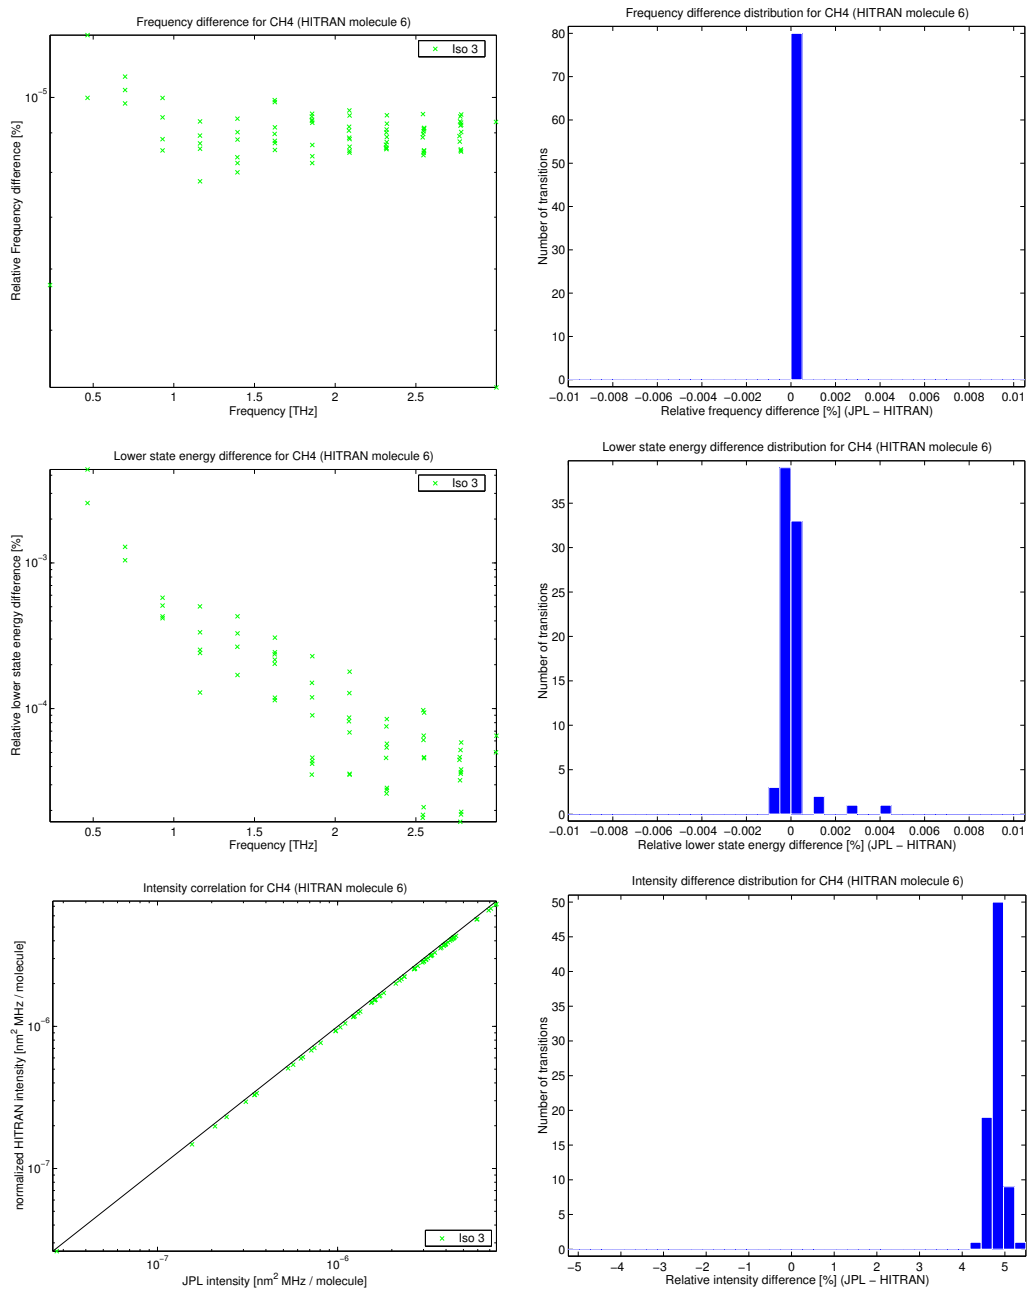 Frequency difference for CH4 (HITRAN molecule 6)
Iso 3
10−5
Relative Frequency difference [%]
0.5 1 1.5 2 2.5
Frequency [THz]
Frequency difference distribution for CH4 (HITRAN molecule 6)
80
70
60
50
40
30
20
10
0
Number of transitions
−0.01 −0.008 −0.006 −0.004 −0.002 0 0.002 0.004 0.006 0.008 0.01
Relative frequency difference [%] (JPL − HITRAN)
Lower state energy difference for CH4 (HITRAN molecule 6)
Iso 3
10−3
10−4
Relative lower state energy difference [%]
0.5 1 1.5 2 2.5
Frequency [THz]
Lower state energy difference distribution for CH4 (HITRAN molecule 6)
35
30
25
20
15
10
5
0
Number of transitions
−0.01 −0.008 −0.006 −0.004 −0.002 0 0.002 0.004 0.006 0.008 0.01
Relative lower state energy difference [%] (JPL − HITRAN)
Intensity correlation for CH4 (HITRAN molecule 6)
10−6
10−7
normalized HITRAN intensity [nm2 MHz / molecule]
Iso 3
10−7 10−6
JPL intensity [nm2 MHz / molecule]
Intensity difference distribution for CH4 (HITRAN molecule 6)
50
45
40
35
30
25
20
15
10
5
0
Number of transitions
−5 −4 −3 −2 −1 0 1 2 3 4 5
Relative intensity difference [%] (JPL − HITRAN)